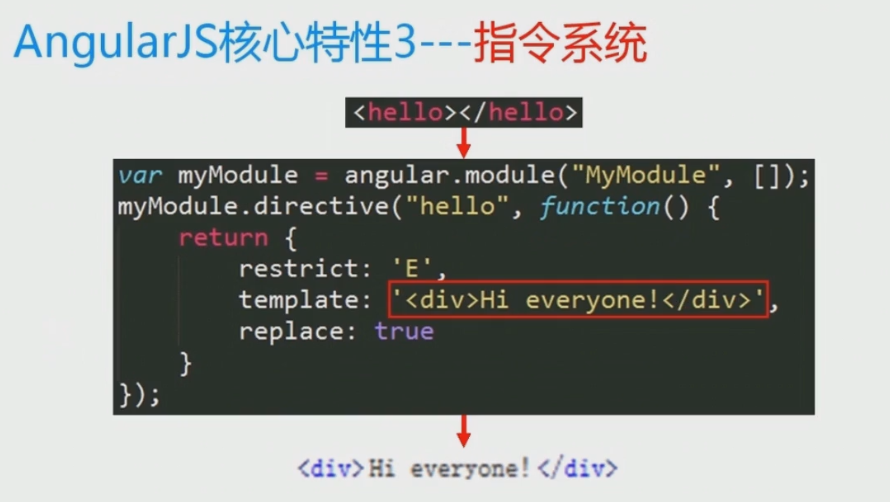 AngularJS核心特性3---指令系统
<hello></hello>
var myModule = angular.module("MyModule", []);
myModule.directive("hello", function() {
    return {
        restrict: 'E',
        template: '<div>Hi everyone!</div>',
        replace: true
    }
});
<div>Hi everyone!</div>